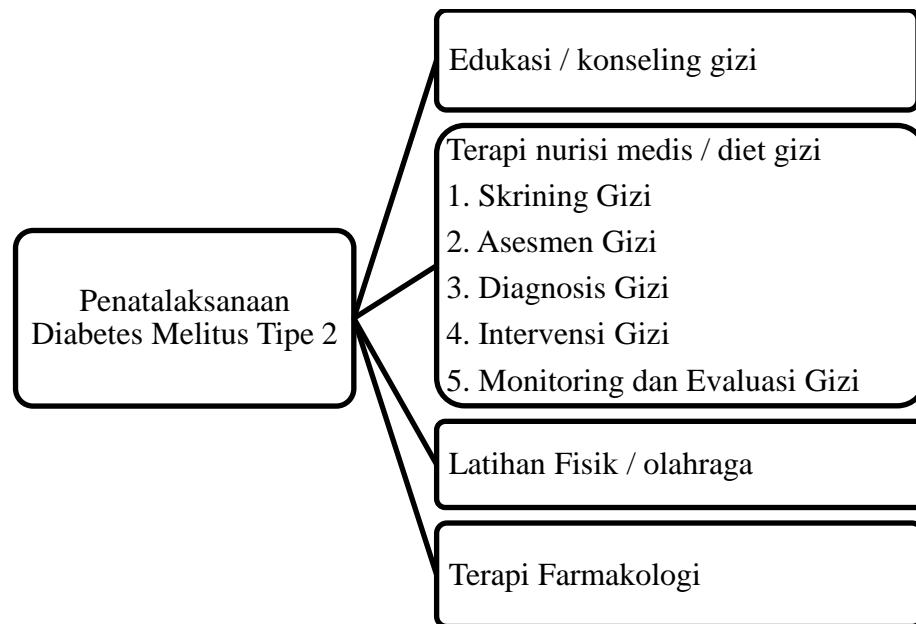 Penatalaksanaan
Diabetes Melitus Tipe 2
Edukasi / konseling gizi
Terapi nurisi medis / diet gizi
1. Skrining Gizi
2. Asesmen Gizi
3. Diagnosis Gizi
4. Intervensi Gizi
5. Monitoring dan Evaluasi Gizi
Latihan Fisik / olahraga
Terapi Farmakologi